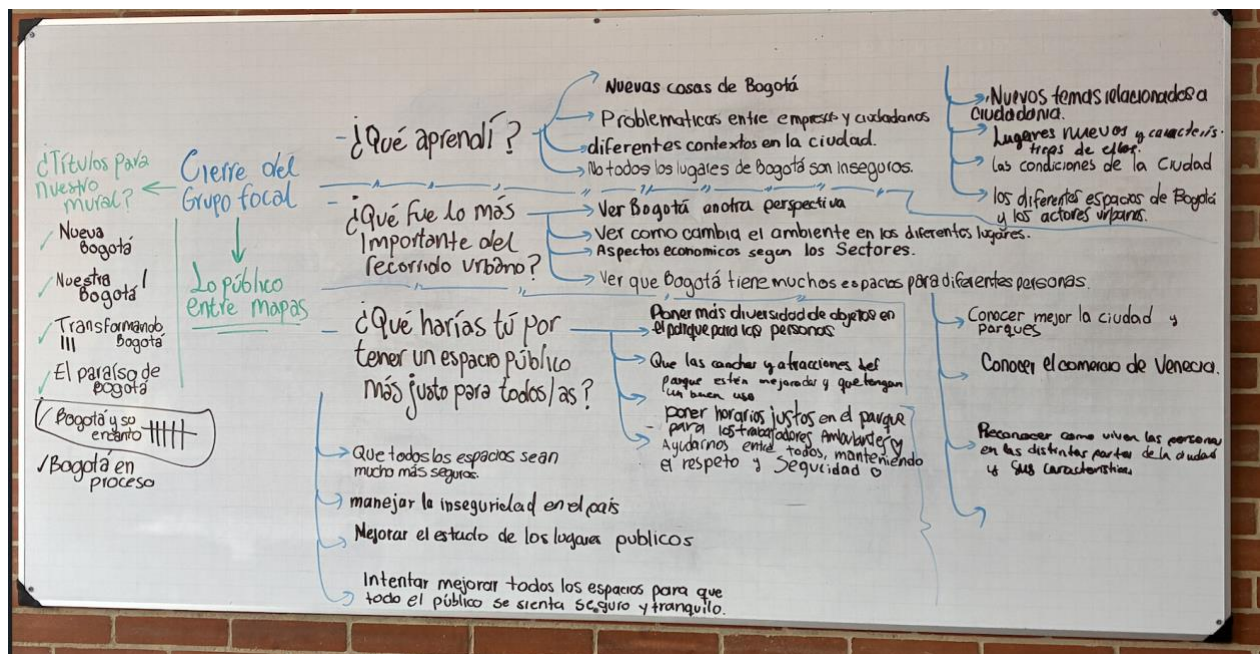 ¿Títulos para
nuestro
mural?
Nueva
Bogotá
Nuestra |
Bogotá
Transformando
III Bogotá
El paraíso de
Bogotá
Bogotá y su
encanto
Bogotá en
proceso
Cierre del
Grupo focal
Lo público
entre mapas
- ¿Qué aprendí?
Nuevas cosas de Bogotá
Problematicas entre empresas y ciudadanos
diferentes contextos en la ciudad.
No todos los lugares de Bogotá son inseguros.
Nuevos temas relacionados a
ciudadanía.
Lugares nuevos y caracterís-
ticas de ellos.
las condiciones de la Ciudad
los diferentes espacios de Bogotá
y los actores urbanos.
- ¿Qué fue lo más
importante del
recorrido urbano?
Ver Bogotá en otra perspectiva
Ver como cambia el ambiente en los diferentes lugares.
Aspectos economicos segun los Sectores.
Ver que Bogotá tiene muchos espacios para diferentes personas.
Conocer mejor la ciudad y
parques
Conocer el comercio de Venecia.
Reconocer como viven las personas
en las distintas partes de la ciudad
y sus características
- ¿Qué harías tú por
tener un espacio público
más justo para todos/as?
Poner más diversidad de objetos en
el parque para las personas
Que las canchas y atracciones del
parque estén mejoradas y que tengan
un buen uso
poner horarios justos en el parque
para los trabajadores Ambulantes y
Ayudarnos entre todos, manteniendo
el respeto y Seguridad
Que todos los espacios sean
mucho más seguros.
manejar la inseguridad en el país
Mejorar el estado de los lugares publicos
Intentar mejorar todos los espacios para que
todo el público se sienta seguro y tranquilo.